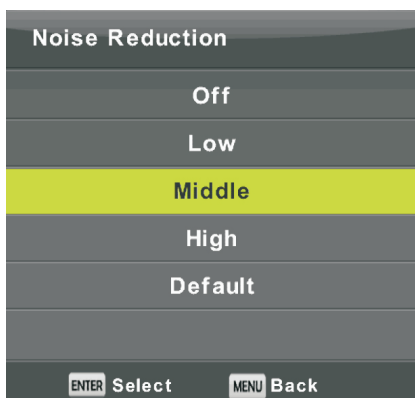 Noise Reduction
Off
Low
Middle
High
Default
ENTER Select MENU Back